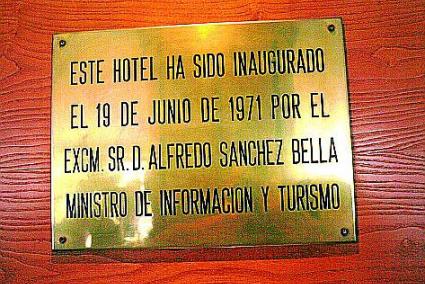 ESTE HOTEL HA SIDO INAUGURADO
EL 19 DE JUNIO DE 1971 POR EL
EXCM. SR. D. ALFREDO SANCHEZ BELLA
MINISTRO DE INFORMACION Y TURISMO